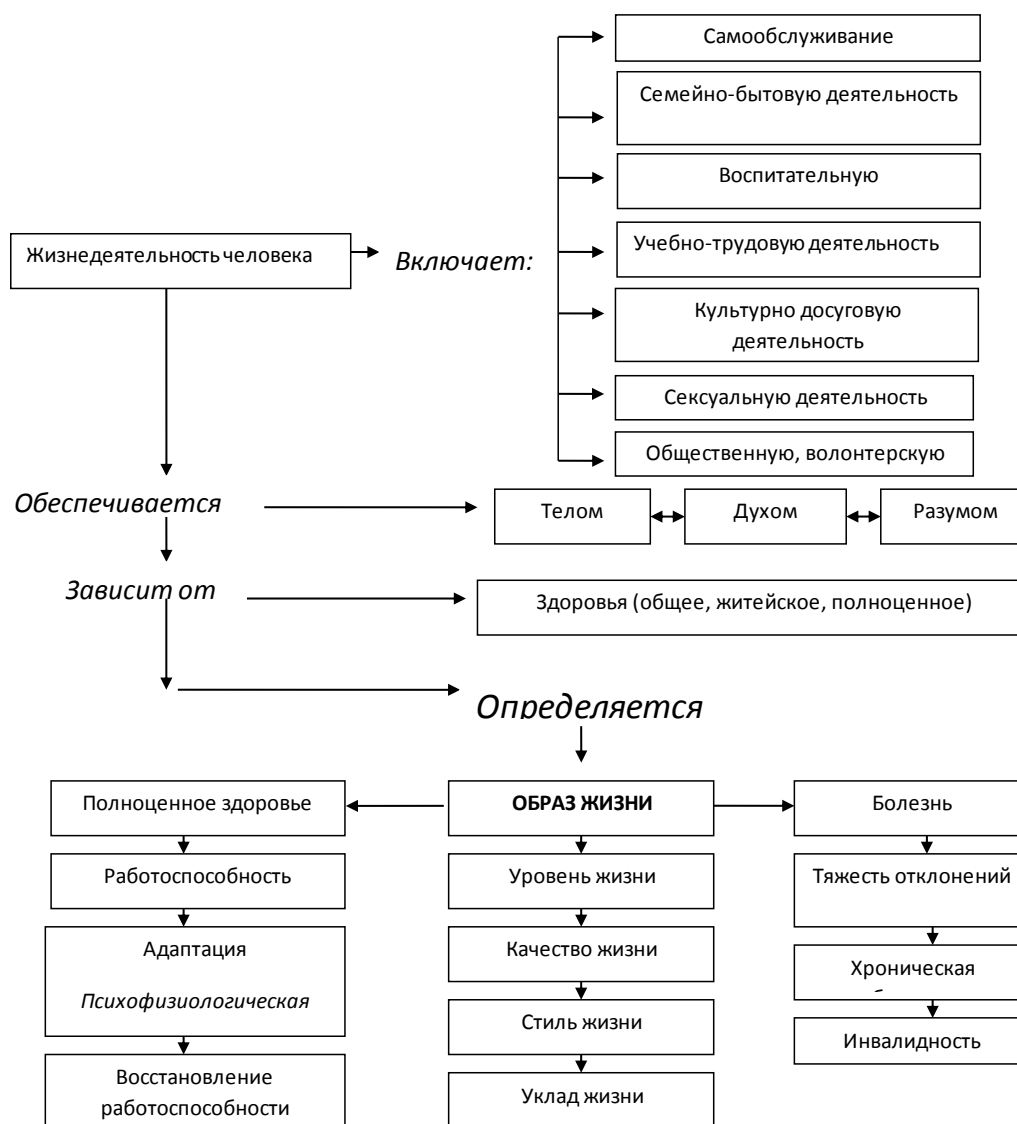 Самообслуживание
Семейно-бытовую деятельность
Воспитательную
Жизнедеятельность человека
Включает:
Учебно-трудовую деятельность
Культурно досуговую
деятельность
Сексуальную деятельность
Общественную, волонтерскую
Обеспечивается
Телом
Духом
Разумом
Зависит от
Здоровья (общее, житейское, полноценное)
Определяется
Полноценное здоровье
ОБРАЗ ЖИЗНИ
Болезнь
Работоспособность
Уровень жизни
Тяжесть отклонений
Адаптация
Психофизиологическая
Качество жизни
Хроническая
Стиль жизни
Инвалидность
Восстановление
работоспособности
Уклад жизни